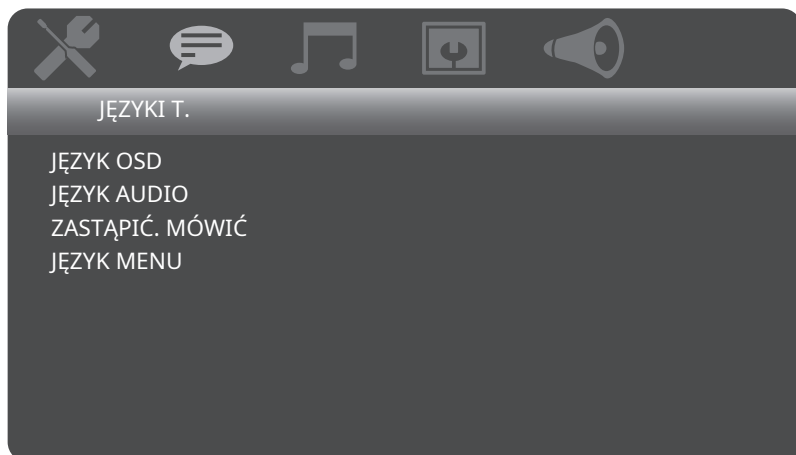 JĘZYKI T.
JĘZYK OSD
JĘZYK AUDIO
ZASTĄPIĆ. MÓWIĆ
JĘZYK MENU